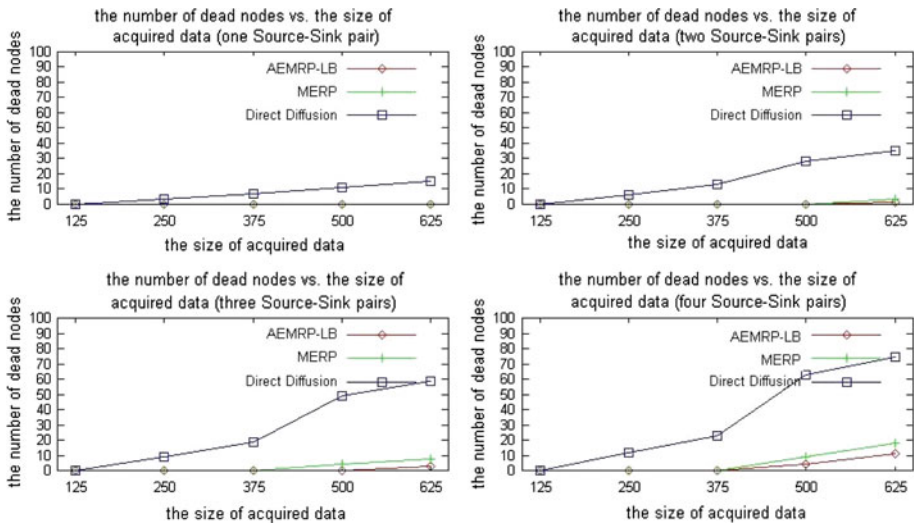 the number of dead nodes vs. the size of
acquired data (one Source-Sink pair)
the number of dead nodes
100
90
80
70
60
50
40
30
20
10
0
AEMRP-LB
MERP
Direct Diffusion
125 250 375 500 625
the size of acquired data
the number of dead nodes vs. the size of
acquired data (two Source-Sink pairs)
the number of dead nodes
100
90
80
70
60
50
40
30
20
10
0
AEMRP-LB
MERP
Direct Diffusion
125 250 375 500 625
the size of acquired data
the number of dead nodes vs. the size of
acquired data (three Source-Sink pairs)
the number of dead nodes
100
90
80
70
60
50
40
30
20
10
0
AEMRP-LB
MERP
Direct Diffusion
125 250 375 500 625
the size of acquired data
the number of dead nodes vs. the size of
acquired data (four Source-Sink pairs)
the number of dead nodes
100
90
80
70
60
50
40
30
20
10
0
AEMRP-LB
MERP
Direct Diffusion
125 250 375 500 625
the size of acquired data